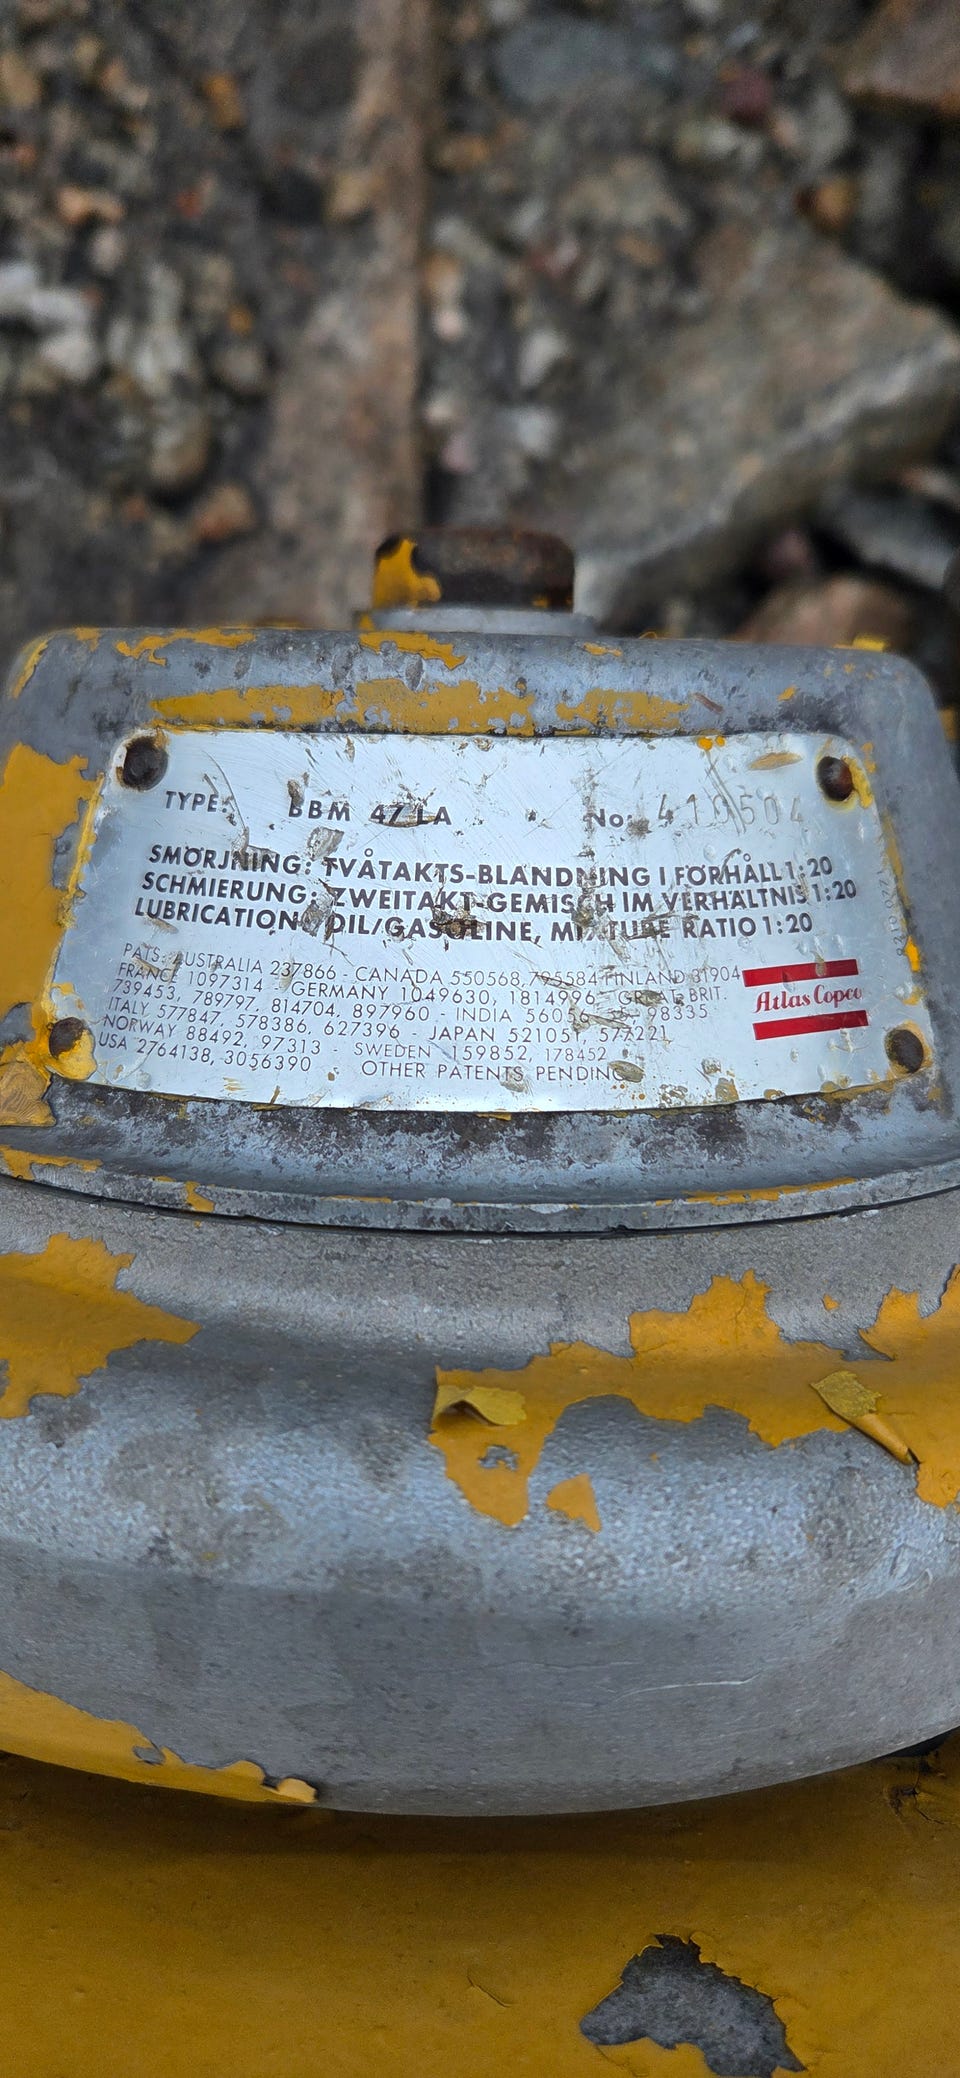 TYPE: BBM 47 LA No: 410504
SMÖRJNING: TVÅTAKTS-BLANDNING I FÖRHÅLL 1:20
SCHMIERUNG: ZWEITAKT-GEMISCH IM VERHÄLTNIS 1:20
LUBRICATION: OIL/GASOLINE, MIXTURE RATIO 1:20
PATS: AUSTRALIA 237866 - CANADA 550568, 795584 FINLAND 31904
FRANCE 1097314 - GERMANY 1049630, 1814996 - GREAT BRIT.
739453, 789797, 814704, 897960 - INDIA 98335
ITALY 577847, 578386, 627396 - JAPAN 521051, 577221
NORWAY 88492, 97313 - SWEDEN 159852, 178452
USA 2764138, 3056390 OTHER PATENTS PENDING
Atlas Copco